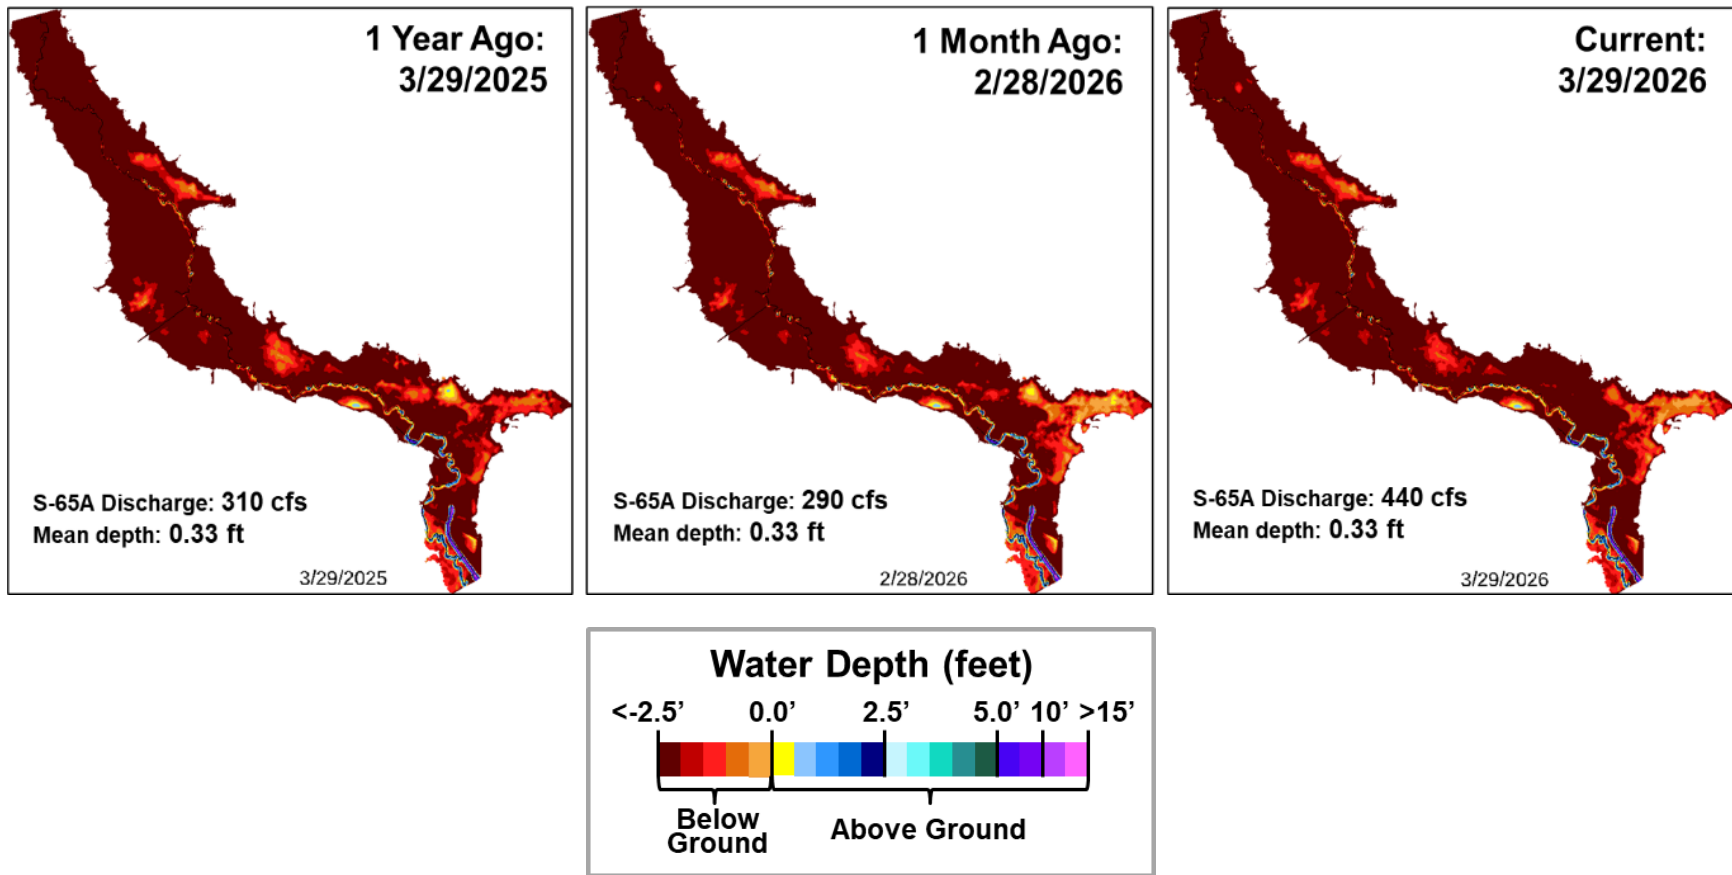 1 Year Ago:
3/29/2025
S-65A Discharge: 310 cfs
Mean depth: 0.33 ft
3/29/2025
1 Month Ago:
2/28/2026
S-65A Discharge: 290 cfs
Mean depth: 0.33 ft
2/28/2026
Current:
3/29/2026
S-65A Discharge: 440 cfs
Mean depth: 0.33 ft
3/29/2026
Water Depth (feet)
<-2.5’ 0.0’ 2.5’ 5.0’ 10’ >15’
Below
Ground
Above Ground